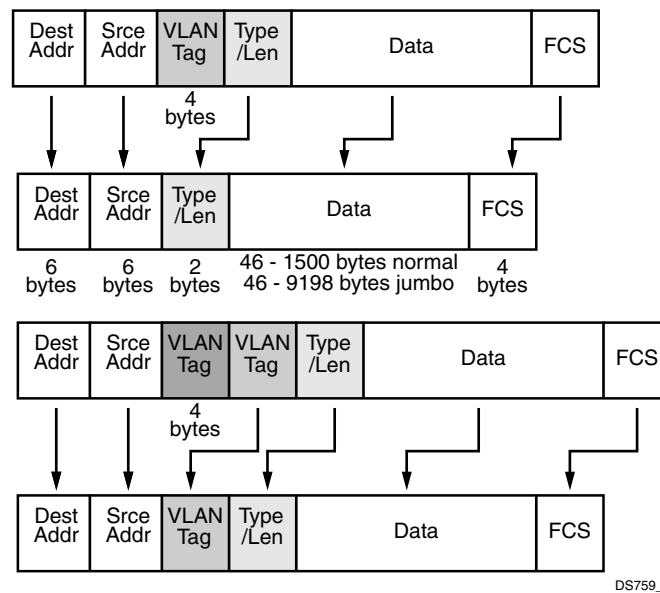 Dest Addr
Srce Addr
VLAN Tag
Type /Len
Data
FCS
4 bytes
Dest Addr
Srce Addr
Type /Len
Data
FCS
6 bytes
6 bytes
2 bytes
46 - 1500 bytes normal
46 - 9198 bytes jumbo
4 bytes
Dest Addr
Srce Addr
VLAN Tag
VLAN Tag
Type /Len
Data
FCS
4 bytes
Dest Addr
Srce Addr
VLAN Tag
Type /Len
Data
FCS
DS759_